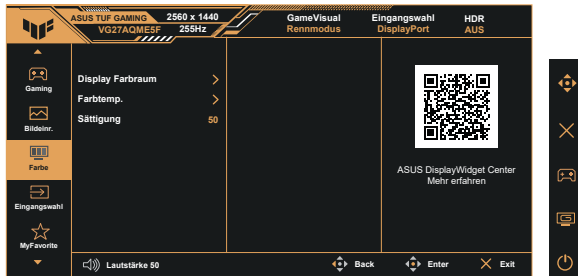 ASUS TUF GAMING 2560 x 1440
VG27AQME5F 255Hz
GameVisual
Rennmodus
Eingangswahl
DisplayPort
HDR
AUS
Gaming
Bildeinr.
Farbe
Eingangswahl
MyFavorite
Display Farbraum
Farbtemp.
Sättigung 50
ASUS DisplayWidget Center
Mehr erfahren
Lautstärke 50
Back
Enter
Exit